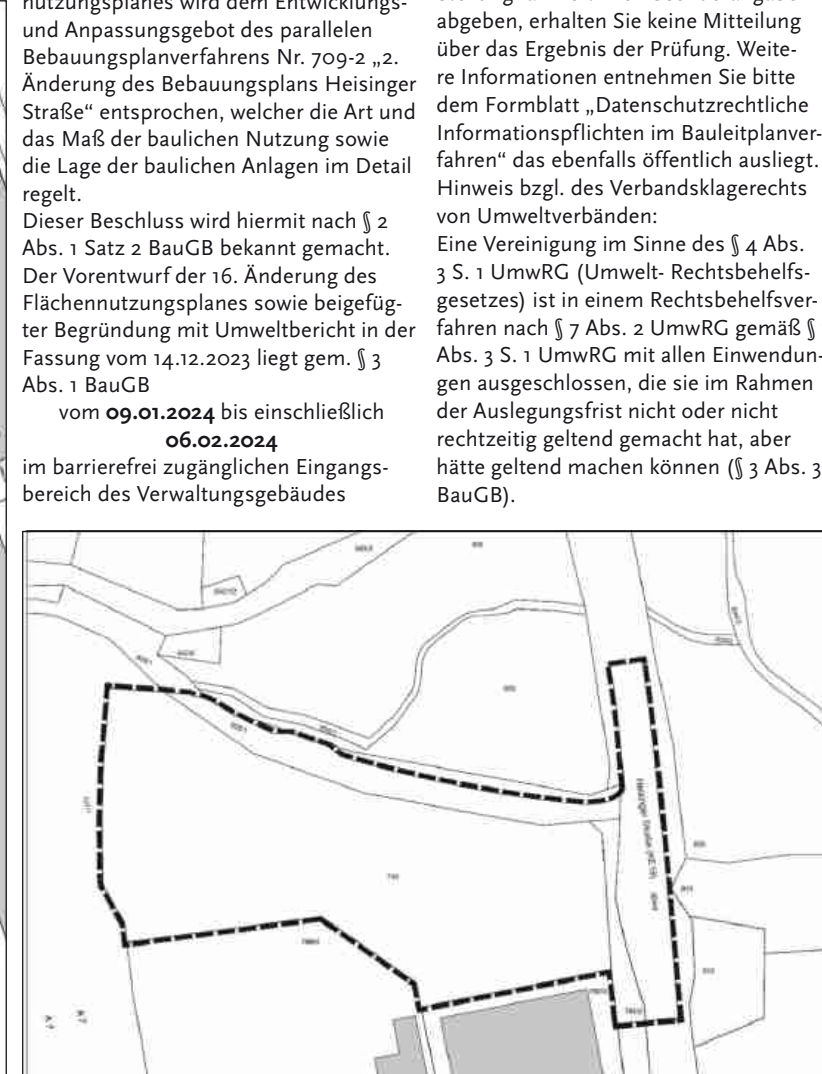 nutzungsplanes wird dem Entwicklungs-
und Anpassungsgebot des parallelen
Bebauungsplanverfahrens Nr. 709-2 „2.
Änderung des Bebauungsplans Heisinger
Straße“ entsprochen, welcher die Art und
das Maß der baulichen Nutzung sowie
die Lage der baulichen Anlagen im Detail
regelt.
Dieser Beschluss wird hiermit nach § 2
Abs. 1 Satz 2 BauGB bekannt gemacht.
Der Vorentwurf der 16. Änderung des
Flächennutzungsplanes sowie beigefüg-
ter Begründung mit Umweltbericht in der
Fassung vom 14.12.2023 liegt gem. § 3
Abs. 1 BauGB
vom 09.01.2024 bis einschließlich
06.02.2024
im barrierefrei zugänglichen Eingangs-
bereich des Verwaltungsgebäudes
abgeben, erhalten Sie keine Mitteilung
über das Ergebnis der Prüfung. Weite-
re Informationen entnehmen Sie bitte
dem Formblatt „Datenschutzrechtliche
Informationspflichten im Bauleitplanver-
fahren“ das ebenfalls öffentlich ausliegt.
Hinweis bzgl. des Verbandsklagerechts
von Umweltverbänden:
Eine Vereinigung im Sinne des § 4 Abs.
3 S. 1 UmwRG (Umwelt- Rechtsbehelfs-
gesetzes) ist in einem Rechtsbehelfsver-
fahren nach § 7 Abs. 2 UmwRG gemäß §
Abs. 3 S. 1 UmwRG mit allen Einwendun-
gen ausgeschlossen, die sie im Rahmen
der Auslegungsfrist nicht oder nicht
rechtzeitig geltend gemacht hat, aber
hätte geltend machen können (§ 3 Abs. 3
BauGB).
Heisinger Straße
A 7
A 7